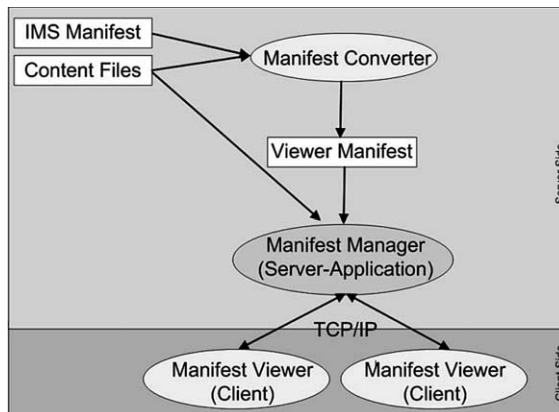 IMS Manifest
Content Files
Manifest Converter
Viewer Manifest
Manifest Manager
(Server-Application)
TCP/IP
Manifest Viewer
(Client)
Manifest Viewer
(Client)
Server Side
Client Side